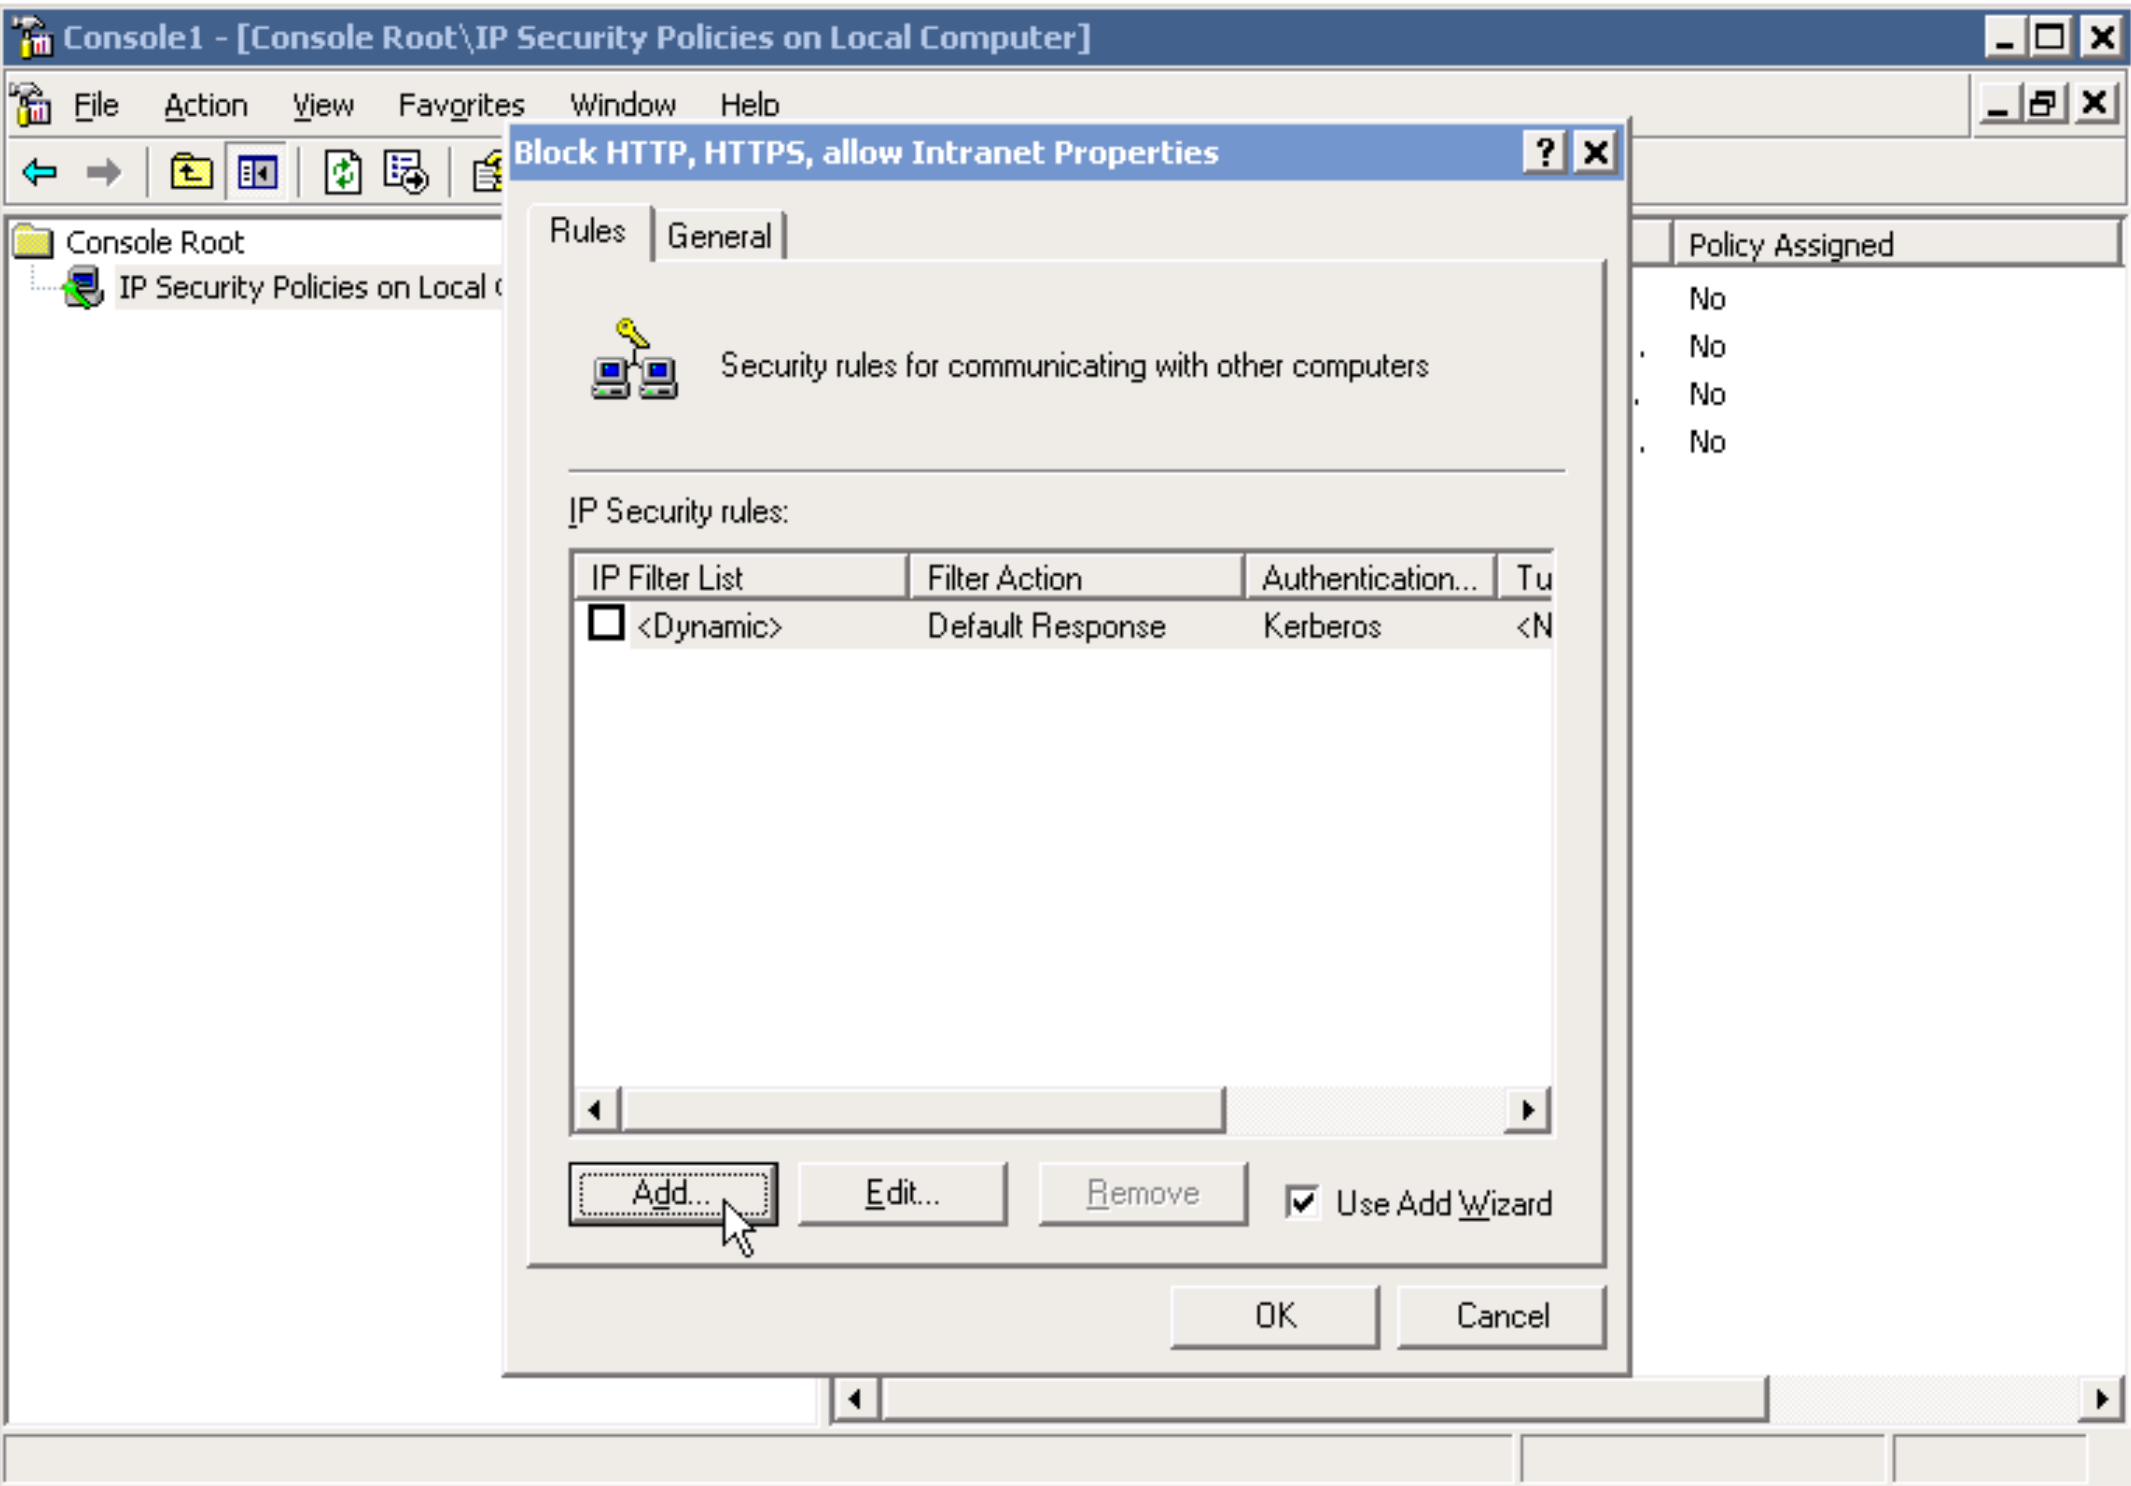 Console1 - [Console Root\IP Security Policies on Local Computer]
File Action View Favorites Window Help
Block HTTP, HTTPS, allow Intranet Properties
Rules General
Console Root
Policy Assigned
IP Security Policies on Local
No
No
No
No
Security rules for communicating with other computers
IP Security rules:
IP Filter List Filter Action Authentication... Tu
<Dynamic> Default Response Kerberos <N
Add... Edit... Remove Use Add Wizard
OK Cancel